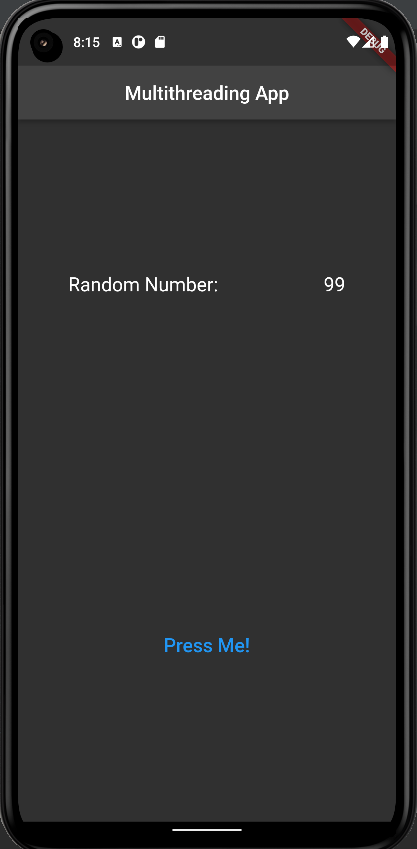 8:15
DEBUG
Multithreading App
Random Number: 99
Press Me!